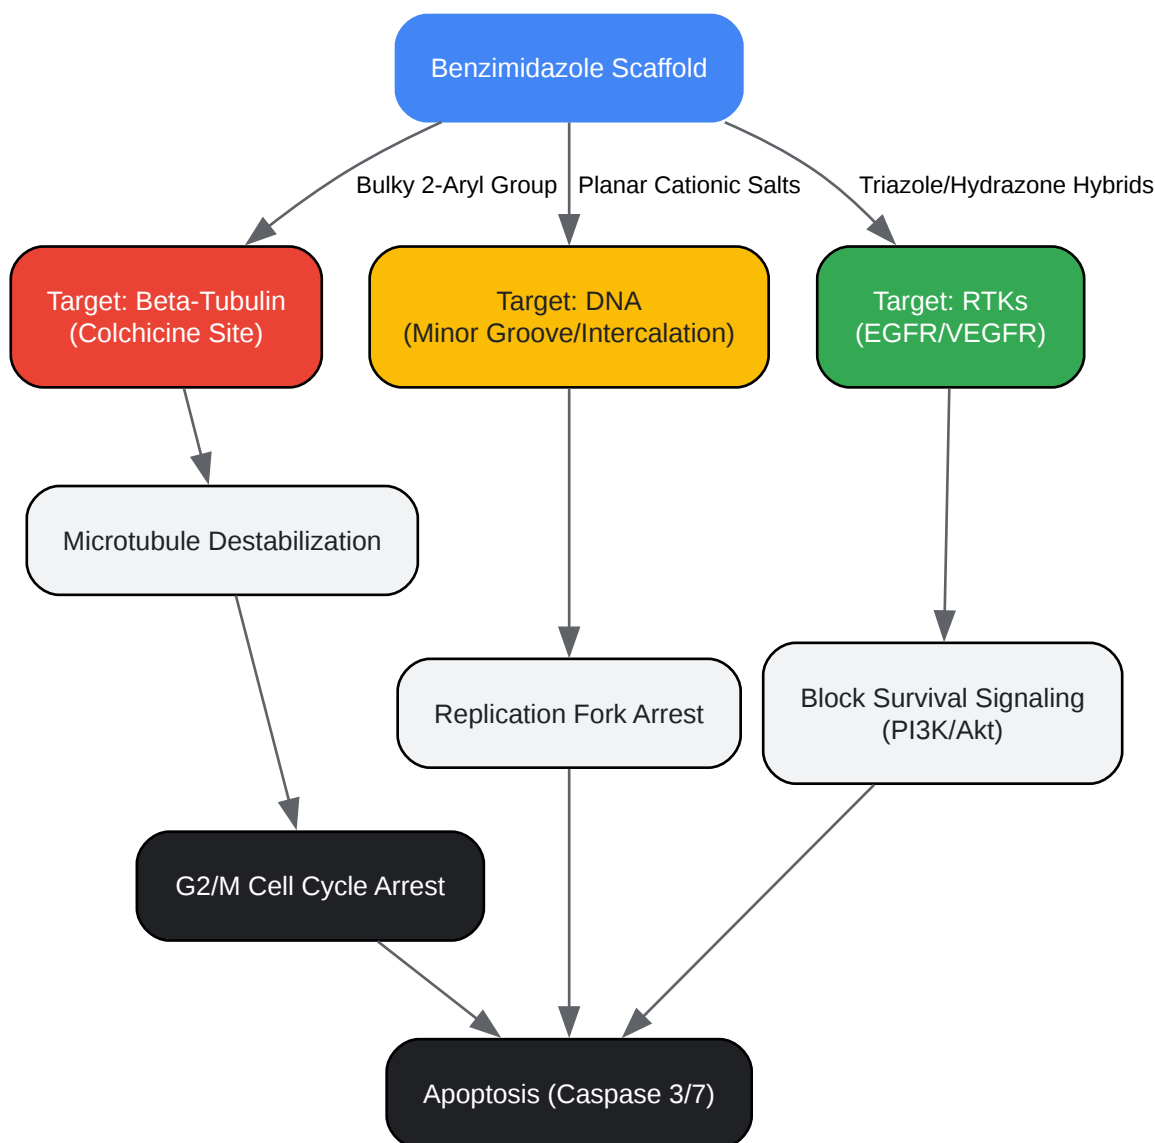 Benzimidazole Scaffold
Bulky 2-Aryl Group
Planar Cationic Salts
Triazole/Hydrazone Hybrids
Target: Beta-Tubulin
(Colchicine Site)
Target: DNA
(Minor Groove/Intercalation)
Target: RTKs
(EGFR/VEGFR)
Microtubule Destabilization
Replication Fork Arrest
Block Survival Signaling
(PI3K/Akt)
G2/M Cell Cycle Arrest
Apoptosis (Caspase 3/7)